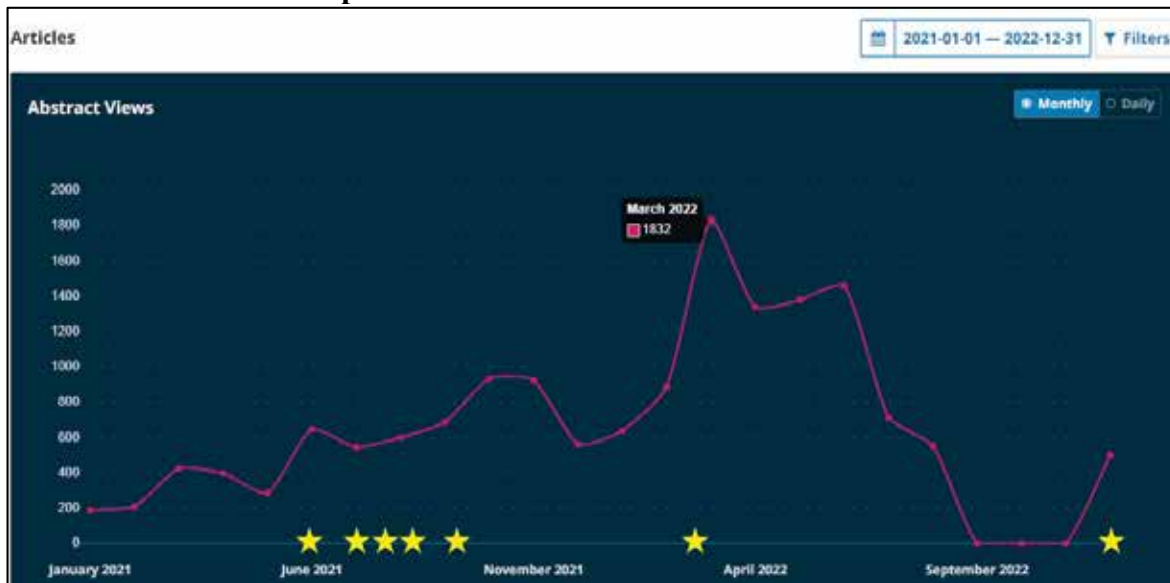 Articles
2021-01-01 — 2022-12-31
Filters
Abstract Views
Monthly
Daily
2000
1800
1600
1400
1200
1000
800
600
400
200
0
March 2022
1832
January 2021
June 2021
November 2021
April 2022
September 2022